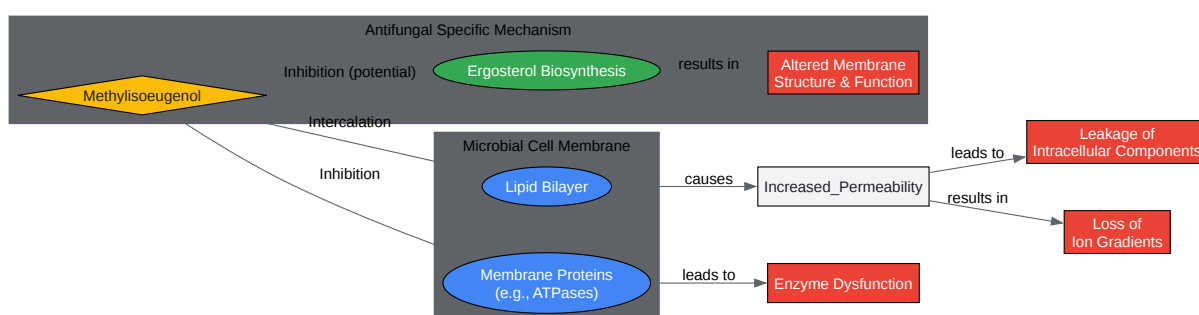 Antifungal Specific Mechanism
Methylisoeugenol
Inhibition (potential)
Ergosterol Biosynthesis
results in
Altered Membrane
Structure & Function
Intercalation
Inhibition
Microbial Cell Membrane
Lipid Bilayer
causes
Increased_Permeability
leads to
Leakage of
Intracellular Components
results in
Loss of
Ion Gradients
Membrane Proteins
(e.g., ATPases)
leads to
Enzyme Dysfunction